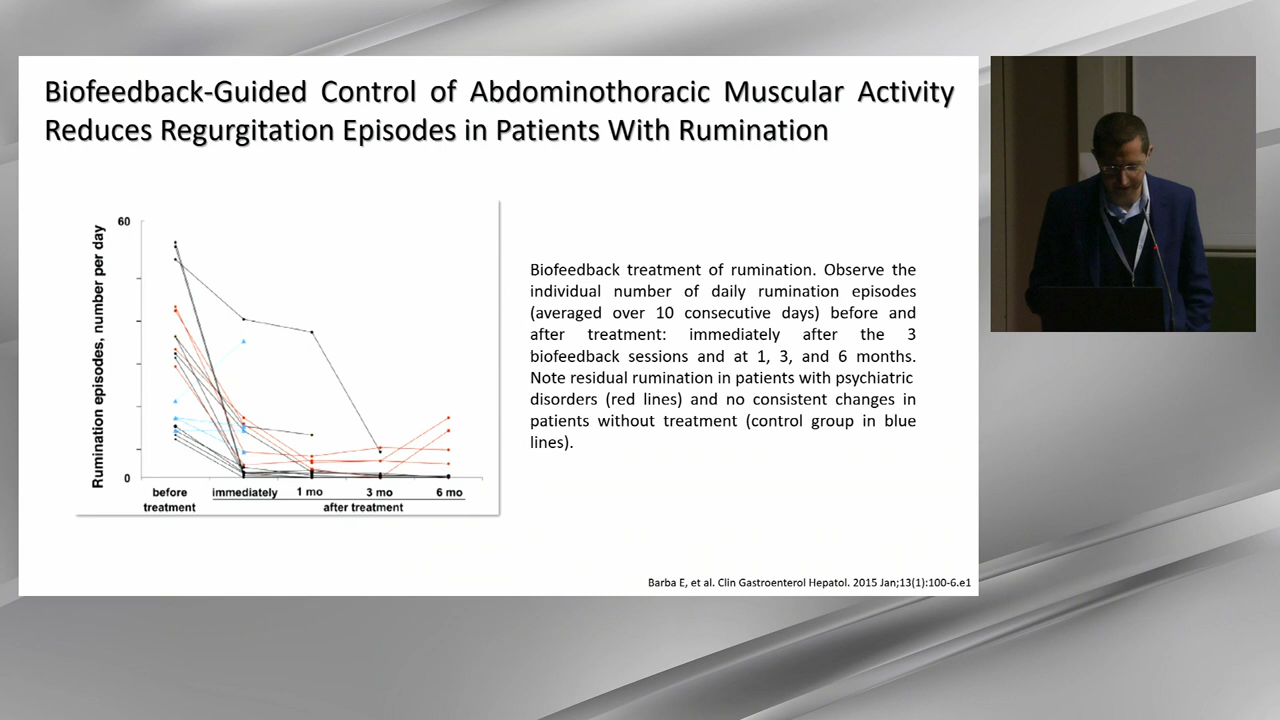 Biofeedback-Guided Control of Abdominothoracic Muscular Activity
Reduces Regurgitation Episodes in Patients With Rumination
Rumination episodes, number per day
60
0
before
treatment
immediately
1 mo
3 mo
6 mo
after treatment
Biofeedback treatment of rumination. Observe the
individual number of daily rumination episodes
(averaged over 10 consecutive days) before and
after treatment: immediately after the 3
biofeedback sessions and at 1, 3, and 6 months.
Note residual rumination in patients with psychiatric
disorders (red lines) and no consistent changes in
patients without treatment (control group in blue
lines).
Barba E, et al. Clin Gastroenterol Hepatol. 2015 Jan;13(1):100-6.e1